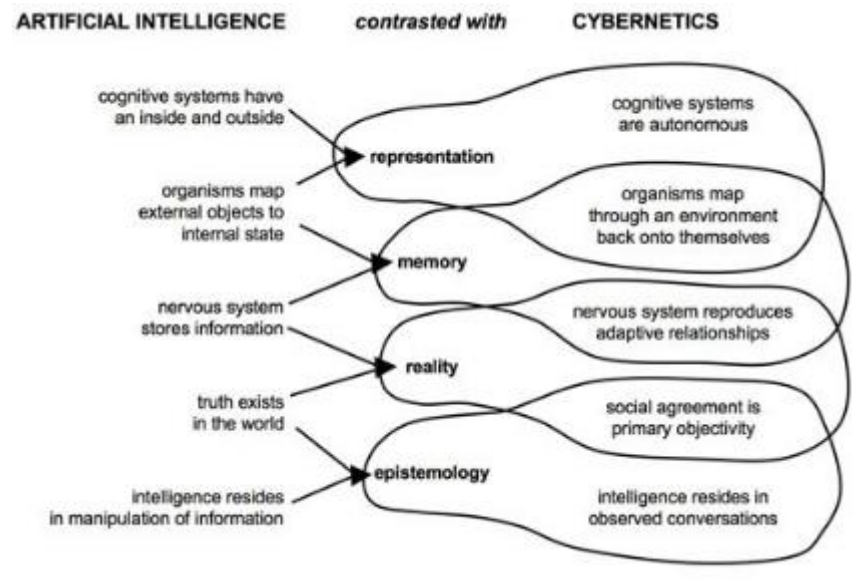 ARTIFICIAL INTELLIGENCE contrasted with CYBERNETICS
cognitive systems have
an inside and outside
cognitive systems
are autonomous
representation
organisms map
external objects to
internal state
organisms map
through an environment
back onto themselves
memory
nervous system
stores information
nervous system reproduces
adaptive relationships
reality
truth exists
in the world
social agreement is
primary objectivity
epistemology
intelligence resides
in manipulation of information
intelligence resides in
observed conversations